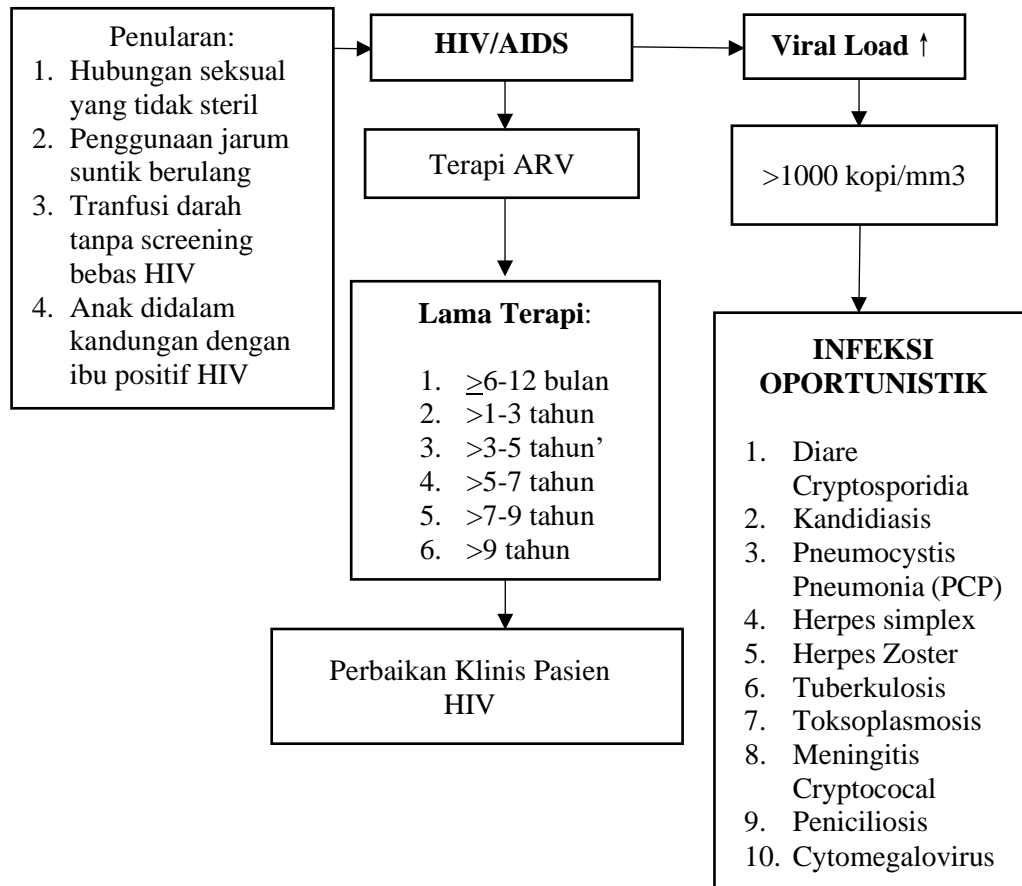 Penularan:
1. Hubungan seksual
yang tidak steril
2. Penggunaan jarum
suntik berulang
3. Tranfusi darah
tanpa screening
bebas HIV
4. Anak didalam
kandungan dengan
ibu positif HIV
HIV/AIDS
Viral Load ↑
Terapi ARV
>1000 kopi/mm3
Lama Terapi:
1. ≥6-12 bulan
2. >1-3 tahun
3. >3-5 tahun’
4. >5-7 tahun
5. >7-9 tahun
6. >9 tahun
Perbaikan Klinis Pasien
HIV
INFEKSI
OPORTUNISTIK
1. Diare
Cryptosporidia
2. Kandidiasis
3. Pneumocystis
Pneumonia (PCP)
4. Herpes simplex
5. Herpes Zoster
6. Tuberkulosis
7. Toksoplasmosis
8. Meningitis
Cryptococal
9. Peniciliosis
10. Cytomegalovirus